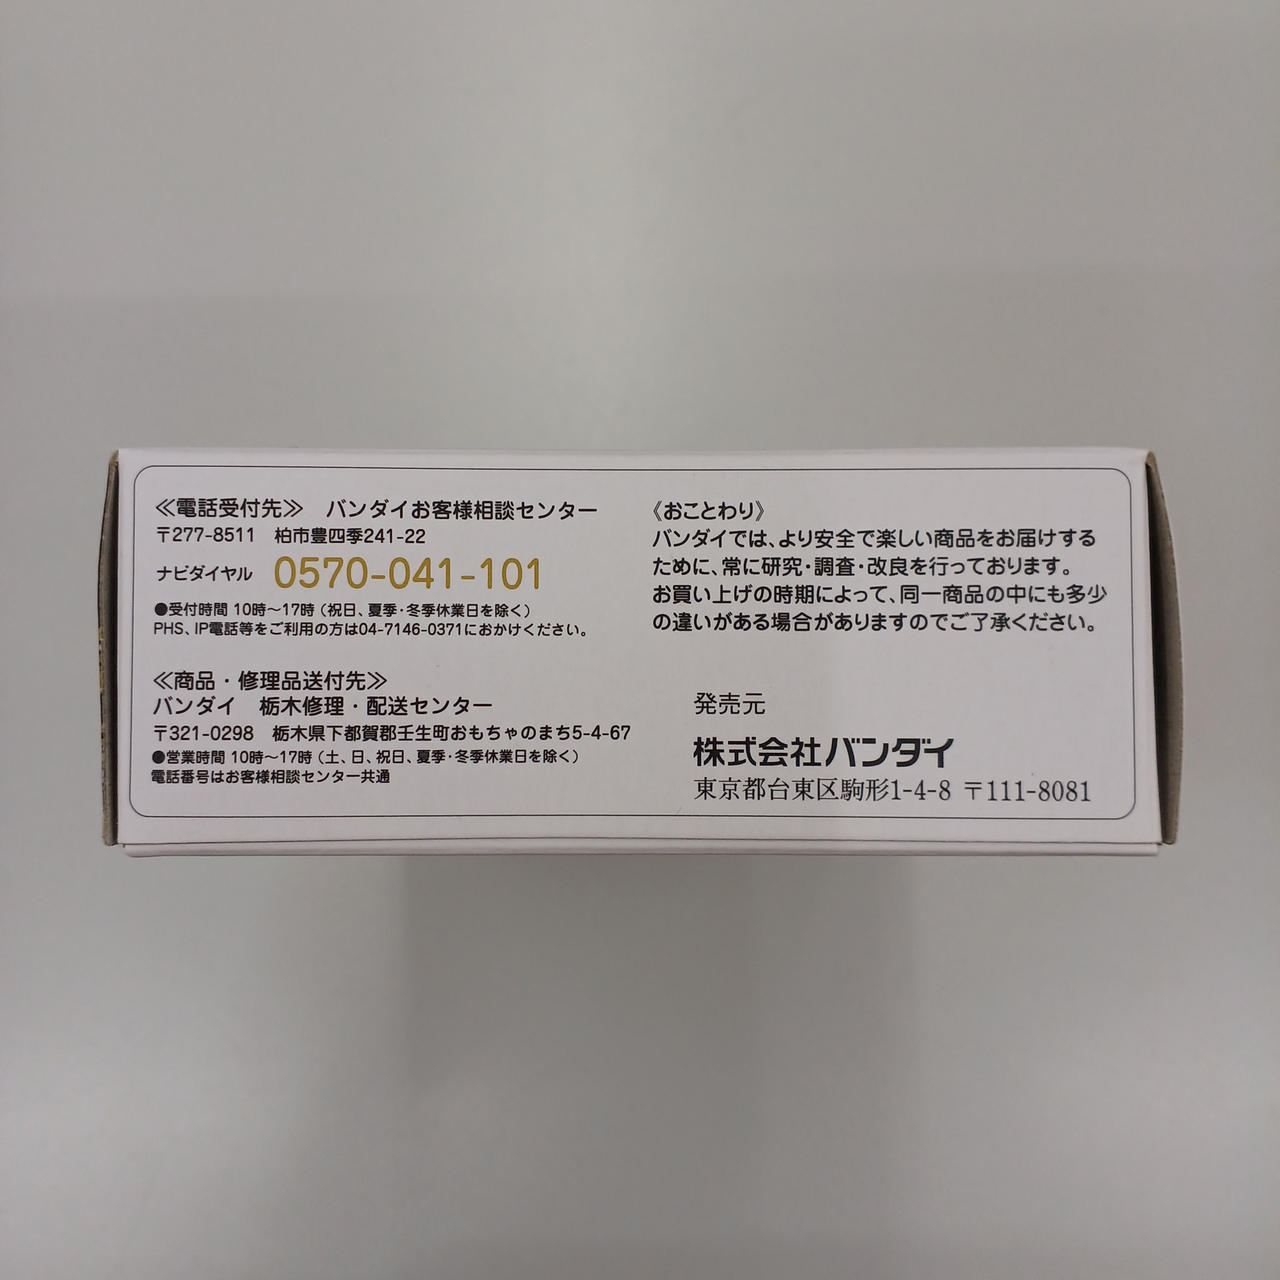 ≪電話受付先≫ バンダイお客様相談センター
〒277-8511 柏市豊四季241-22
ナビダイヤル 0570-041-101
●受付時間 10時～17時（祝日、夏季・冬季休業日を除く）
PHS、IP電話等をご利用の方は04-7146-0371におかけください。
≪商品・修理品送付先≫
バンダイ 栃木修理・配送センター
〒321-0298 栃木県下都賀郡壬生町おもちゃのまち5-4-67
●営業時間 10時～17時（土、日、祝日、夏季・冬季休業日を除く）
電話番号はお客様相談センター共通
《おことわり》
バンダイでは、より安全で楽しい商品をお届けする
ために、常に研究・調査・改良を行っております。
お買い上げの時期によって、同一商品の中にも多少
の違いがある場合がありますのでご了承ください。
発売元
株式会社バンダイ
東京都台東区駒形1-4-8 〒111-8081